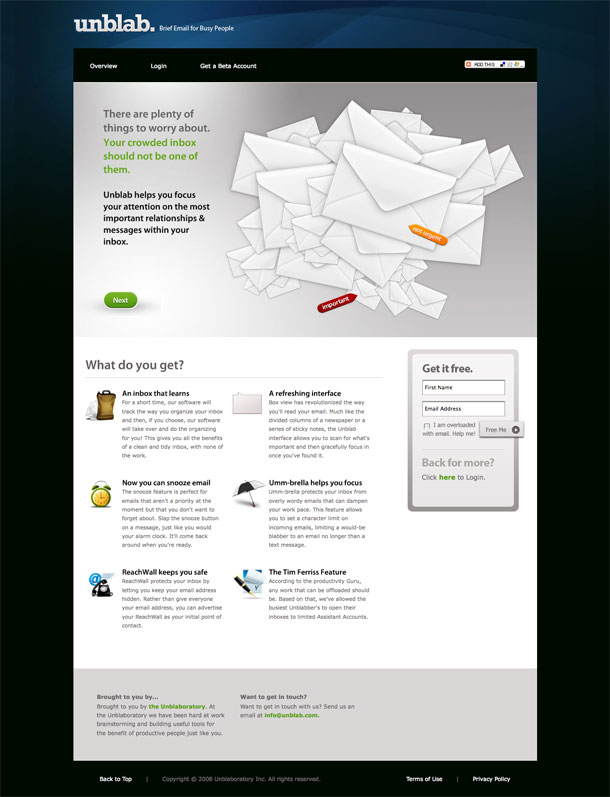 unblab.
Brief Email for Busy People
Overview
Login
Get a Beta Account
ADD THIS
There are plenty of
things to worry about.
Your crowded inbox
should not be one of
them.
Unblab helps you focus
your attention on the most
important relationships &
messages within your
inbox.
Next
not urgent
important
What do you get?
An inbox that learns
For a short time, our software will
track the way you organize your inbox
and then, if you choose, our software
will take over and do the organizing
for you! This gives you all the benefits
of a clean and tidy inbox, with none of
the work.
A refreshing interface
Box view has revolutionized the way
you'll read your email. Much like the
divided columns of a newspaper or a
series of sticky notes, the Unblab
interface allows you to scan for what's
important and then gracefully focus in
once you've found it.
Now you can snooze email
The snooze feature is perfect for
emails that aren't a priority at the
moment but that you don't want to
forget about. Slap the snooze button
on a message, just like you would
your alarm clock. It'll come back
around when you're ready.
Umm-brella helps you focus
Umm-brella protects your inbox from
overly wordy emails that can dampen
your work pace. This feature allows
you to set a character limit on
incoming emails, limiting a would-be
blabber to an email no longer than a
text message.
ReachWall keeps you safe
ReachWall protects your inbox by
letting you keep your email address
hidden. Rather than give everyone
your email address, you can advertise
your ReachWall as your initial point of
contact.
The Tim Ferriss Feature
According to the productivity Guru,
any work that can be offloaded should
be. Based on that, we've allowed the
busiest Unblabber's to open their
inboxes to limited Assistant Accounts.
Get it free.
First Name
Email Address
I am overloaded
with email. Help me!
Free Me
Back for more?
Click here to Login.
Brought to you by...
Brought to you by the Unblaboratory. At
the Unblaboratory we have been hard at work
brainstorming and building useful tools for
the benefit of productive people just like you.
Want to get in touch?
Want to get in touch with us? Send us an
email at info@unblab.com.
Back to Top | Copyright © 2008 Unblaboratory Inc. All rights reserved.
Terms of Use | Privacy Policy